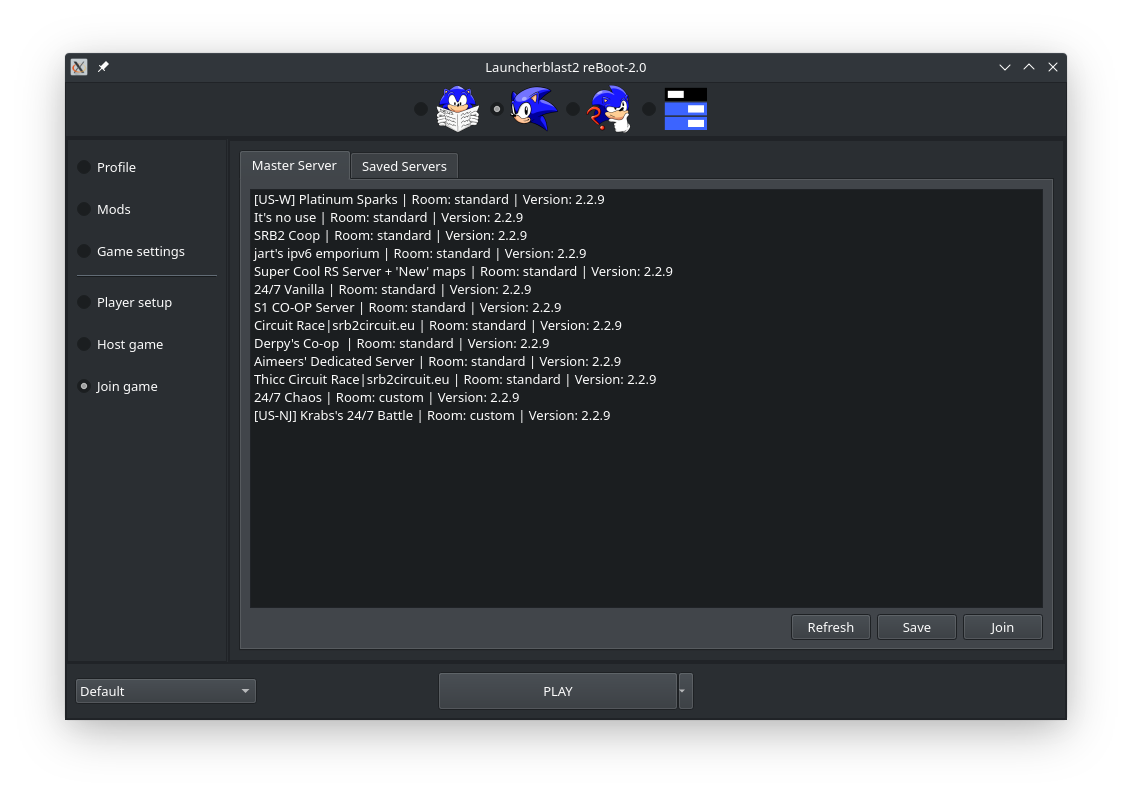 Launcherblast2 reBoot-2.0
Profile
Mods
Game settings
Player setup
Host game
Join game
Master Server
Saved Servers
[US-W] Platinum Sparks | Room: standard | Version: 2.2.9
It's no use | Room: standard | Version: 2.2.9
SRB2 Coop | Room: standard | Version: 2.2.9
jart's ipv6 emporium | Room: standard | Version: 2.2.9
Super Cool RS Server + 'New' maps | Room: standard | Version: 2.2.9
24/7 Vanilla | Room: standard | Version: 2.2.9
S1 CO-OP Server | Room: standard | Version: 2.2.9
Circuit Race|srb2circuit.eu | Room: standard | Version: 2.2.9
Derpy's Co-op  | Room: standard | Version: 2.2.9
Aimeers' Dedicated Server | Room: standard | Version: 2.2.9
Thicc Circuit Race|srb2circuit.eu | Room: standard | Version: 2.2.9
24/7 Chaos | Room: custom | Version: 2.2.9
[US-NJ] Krabs's 24/7 Battle | Room: custom | Version: 2.2.9
Refresh
Save
Join
Default
PLAY